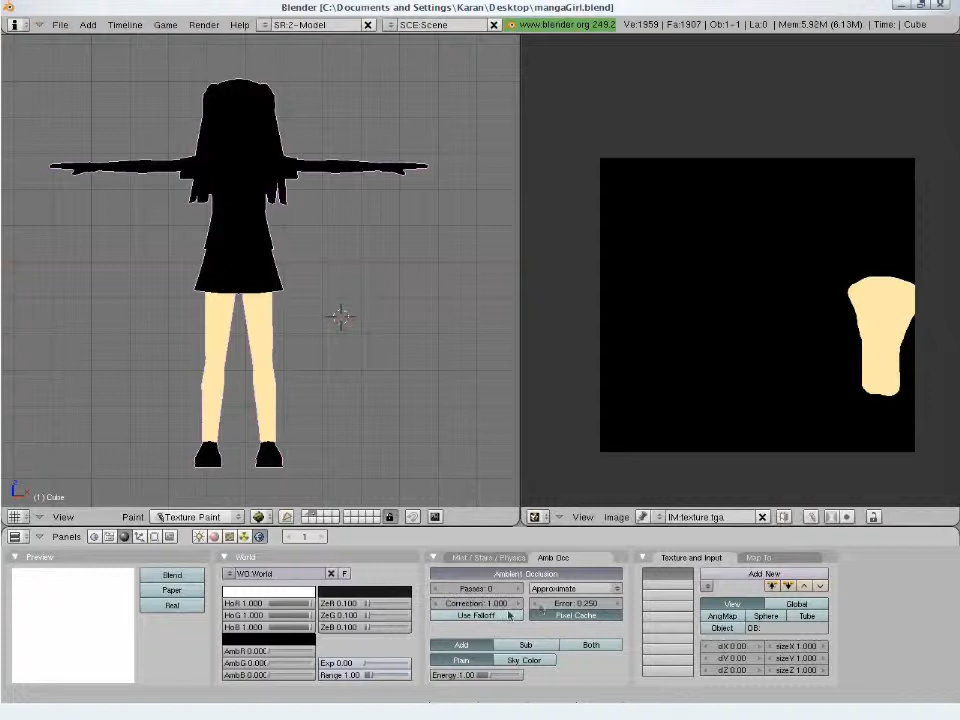 Blender [C:\Documents and Settings\Karan\Desktop\mangaGirl.blend]
File Add Timeline Game Render Help SR:2-Model SCE:Scene www.blender.org 249.2 Ve:1959 | Fa:1907 | Ob:1-1 | La:0 | Mem:5.92M (6.13M) | Time: | Cube
(1) Cube
View Paint Texture Paint View Image IM:texture.tga
Panels 1
Preview World Mist / Stars / Physics Amb Occ Texture and Input Map To
Blend
Paper
Real
WO:World F
HoR 1.000 ZeR 0.100
HoG 1.000 ZeG 0.100
HoB 1.000 ZeB 0.100
AmbR 0.000
AmbG 0.000 Exp 0.00
AmbB 0.000 Range 1.00
Ambient Occlusion
Passes: 0 Approximate
Correction: 1.000 Error: 0.250
Use Falloff Pixel Cache
Add Sub Both
Plain Sky Color
Energy:1.00
Add New
View Global
AngMap Sphere Tube
Object OB:
dX 0.00 sizeX 1.000
dY 0.00 sizeY 1.000
dZ 0.00 sizeZ 1.000